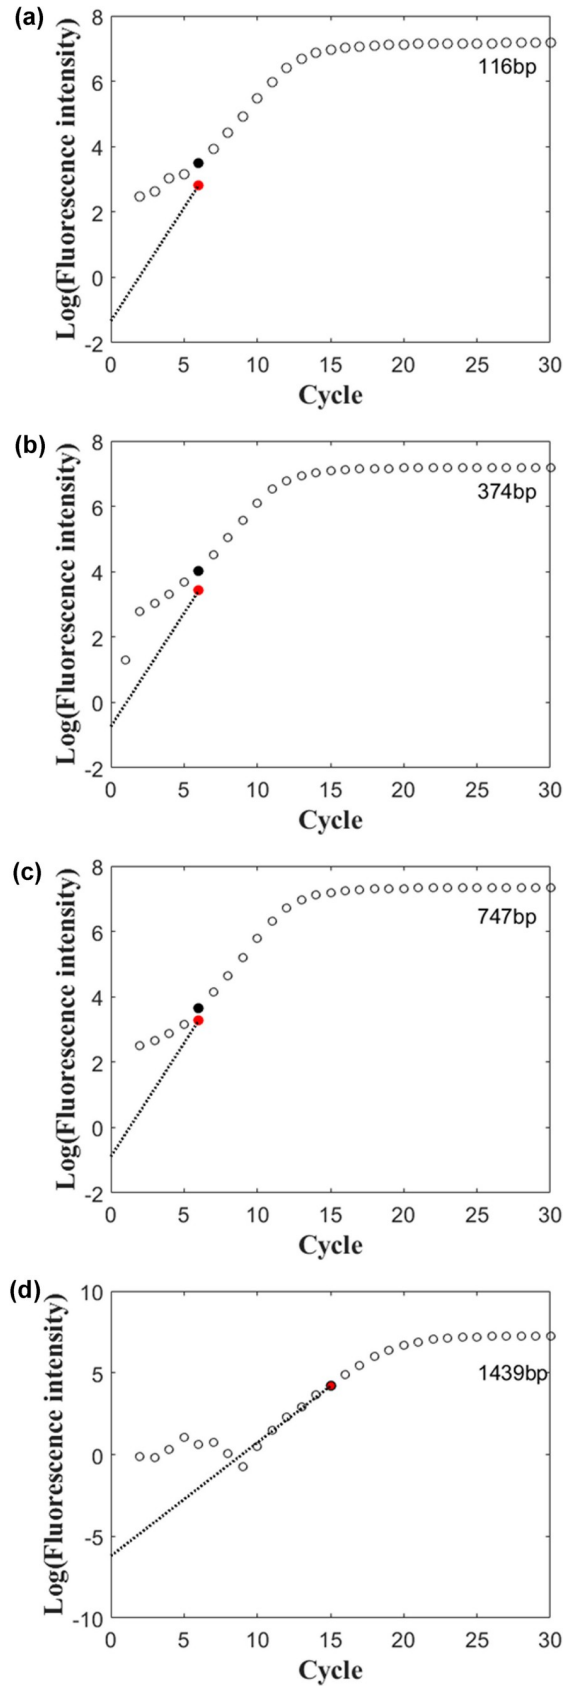 (a)
Log(Fluorescence intensity)
8
6
4
2
0
-2
116bp
0 5 10 15 20 25 30
Cycle
(b)
Log(Fluorescence intensity)
8
6
4
2
0
-2
374bp
0 5 10 15 20 25 30
Cycle
(c)
Log(Fluorescence intensity)
8
6
4
2
0
-2
747bp
0 5 10 15 20 25 30
Cycle
(d)
Log(Fluorescence intensity)
10
5
0
-5
-10
1439bp
0 5 10 15 20 25 30
Cycle